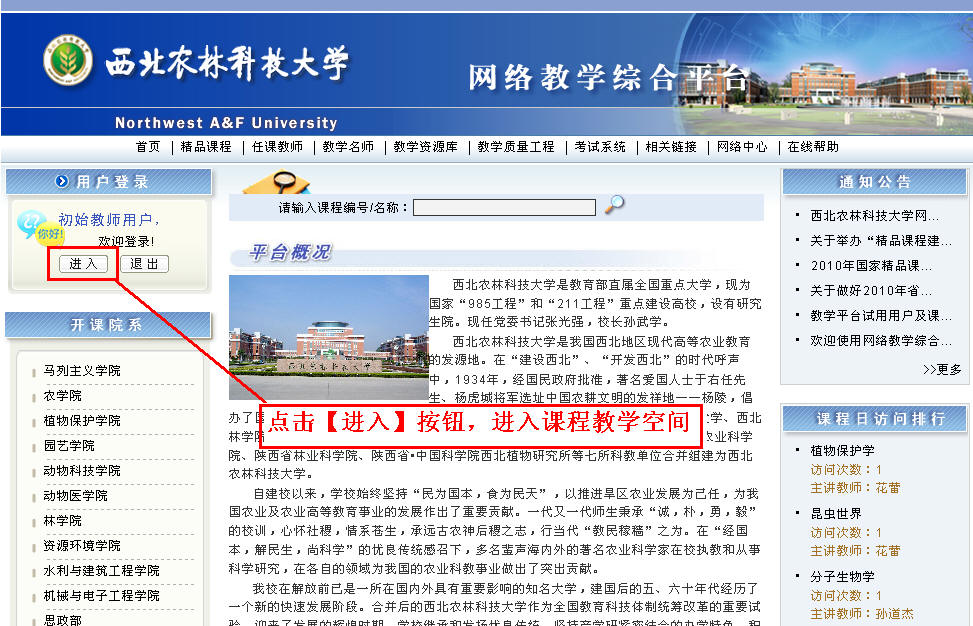 西北农林科技大学
网络教学综合平台
Northwest A&F University
首页 | 精品课程 | 任课教师 | 教学名师 | 教学资源库 | 教学质量工程 | 考试系统 | 相关链接 | 网络中心 | 在线帮助
用户登录
你好!
初始教师用户,
欢迎登录!
进入
退出
开课院系
马列主义学院
农学院
植物保护学院
园艺学院
动物科技学院
动物医学院
林学院
资源环境学院
水利与建筑工程学院
机械与电子工程学院
思政部
请输入课程编号/名称:
平台概况
西北农林科技大学是教育部直属全国重点大学,现为
国家“985工程”和“211工程”重点建设高校,设有研究
生院。现任党委书记张光强,校长孙武学。
西北农林科技大学是我国西北地区现代高等农业教育
的发源地。在“建设西北”、“开发西北”的时代呼声
中,1934年,经国民政府批准,著名爱国人士于右任先
生、杨虎城将军选址中国农耕文明的发祥地——杨陵,倡
办了
学、西北
林学
农业科学
点击【进入】按钮,进入课程教学空间
院、陕西省林业科学院、陕西省·中国科学院西北植物研究所等七所科教单位合并组建为西北
农林科技大学。
自建校以来,学校始终坚持“民为国本,食为民天”,以推进旱区农业发展为己任,为我
国农业及农业高等教育事业的发展作出了重要贡献。一代又一代师生秉承“诚,朴,勇,毅”
的校训,心怀社稷,情系苍生,承远古农神后稷之志,行当代“教民稼穑”之为。在“经国
本,解民生,尚科学”的优良传统感召下,多名蜚声海内外的著名农业科学家在校执教和从事
科学研究,在各自的领域为我国的农业科教事业做出了突出贡献。
我校在解放前已是一所在国内外具有重要影响的知名大学,建国后的五、六十年代经历了
一个新的快速发展阶段。合并后的西北农林科技大学作为全国教育科技体制统筹改革的重要试
通知公告
· 西北农林科技大学网...
· 关于举办“精品课程建...
· 2010年国家精品课...
· 关于做好2010年省...
· 教学平台试用用户及课...
· 欢迎使用网络教学综合...
>>更多
课程日访问排行
· 植物保护学
访问次数:1
主讲教师:花蕾
· 昆虫世界
访问次数:1
主讲教师:花蕾
· 分子生物学
访问次数:1
主讲教师:孙道杰